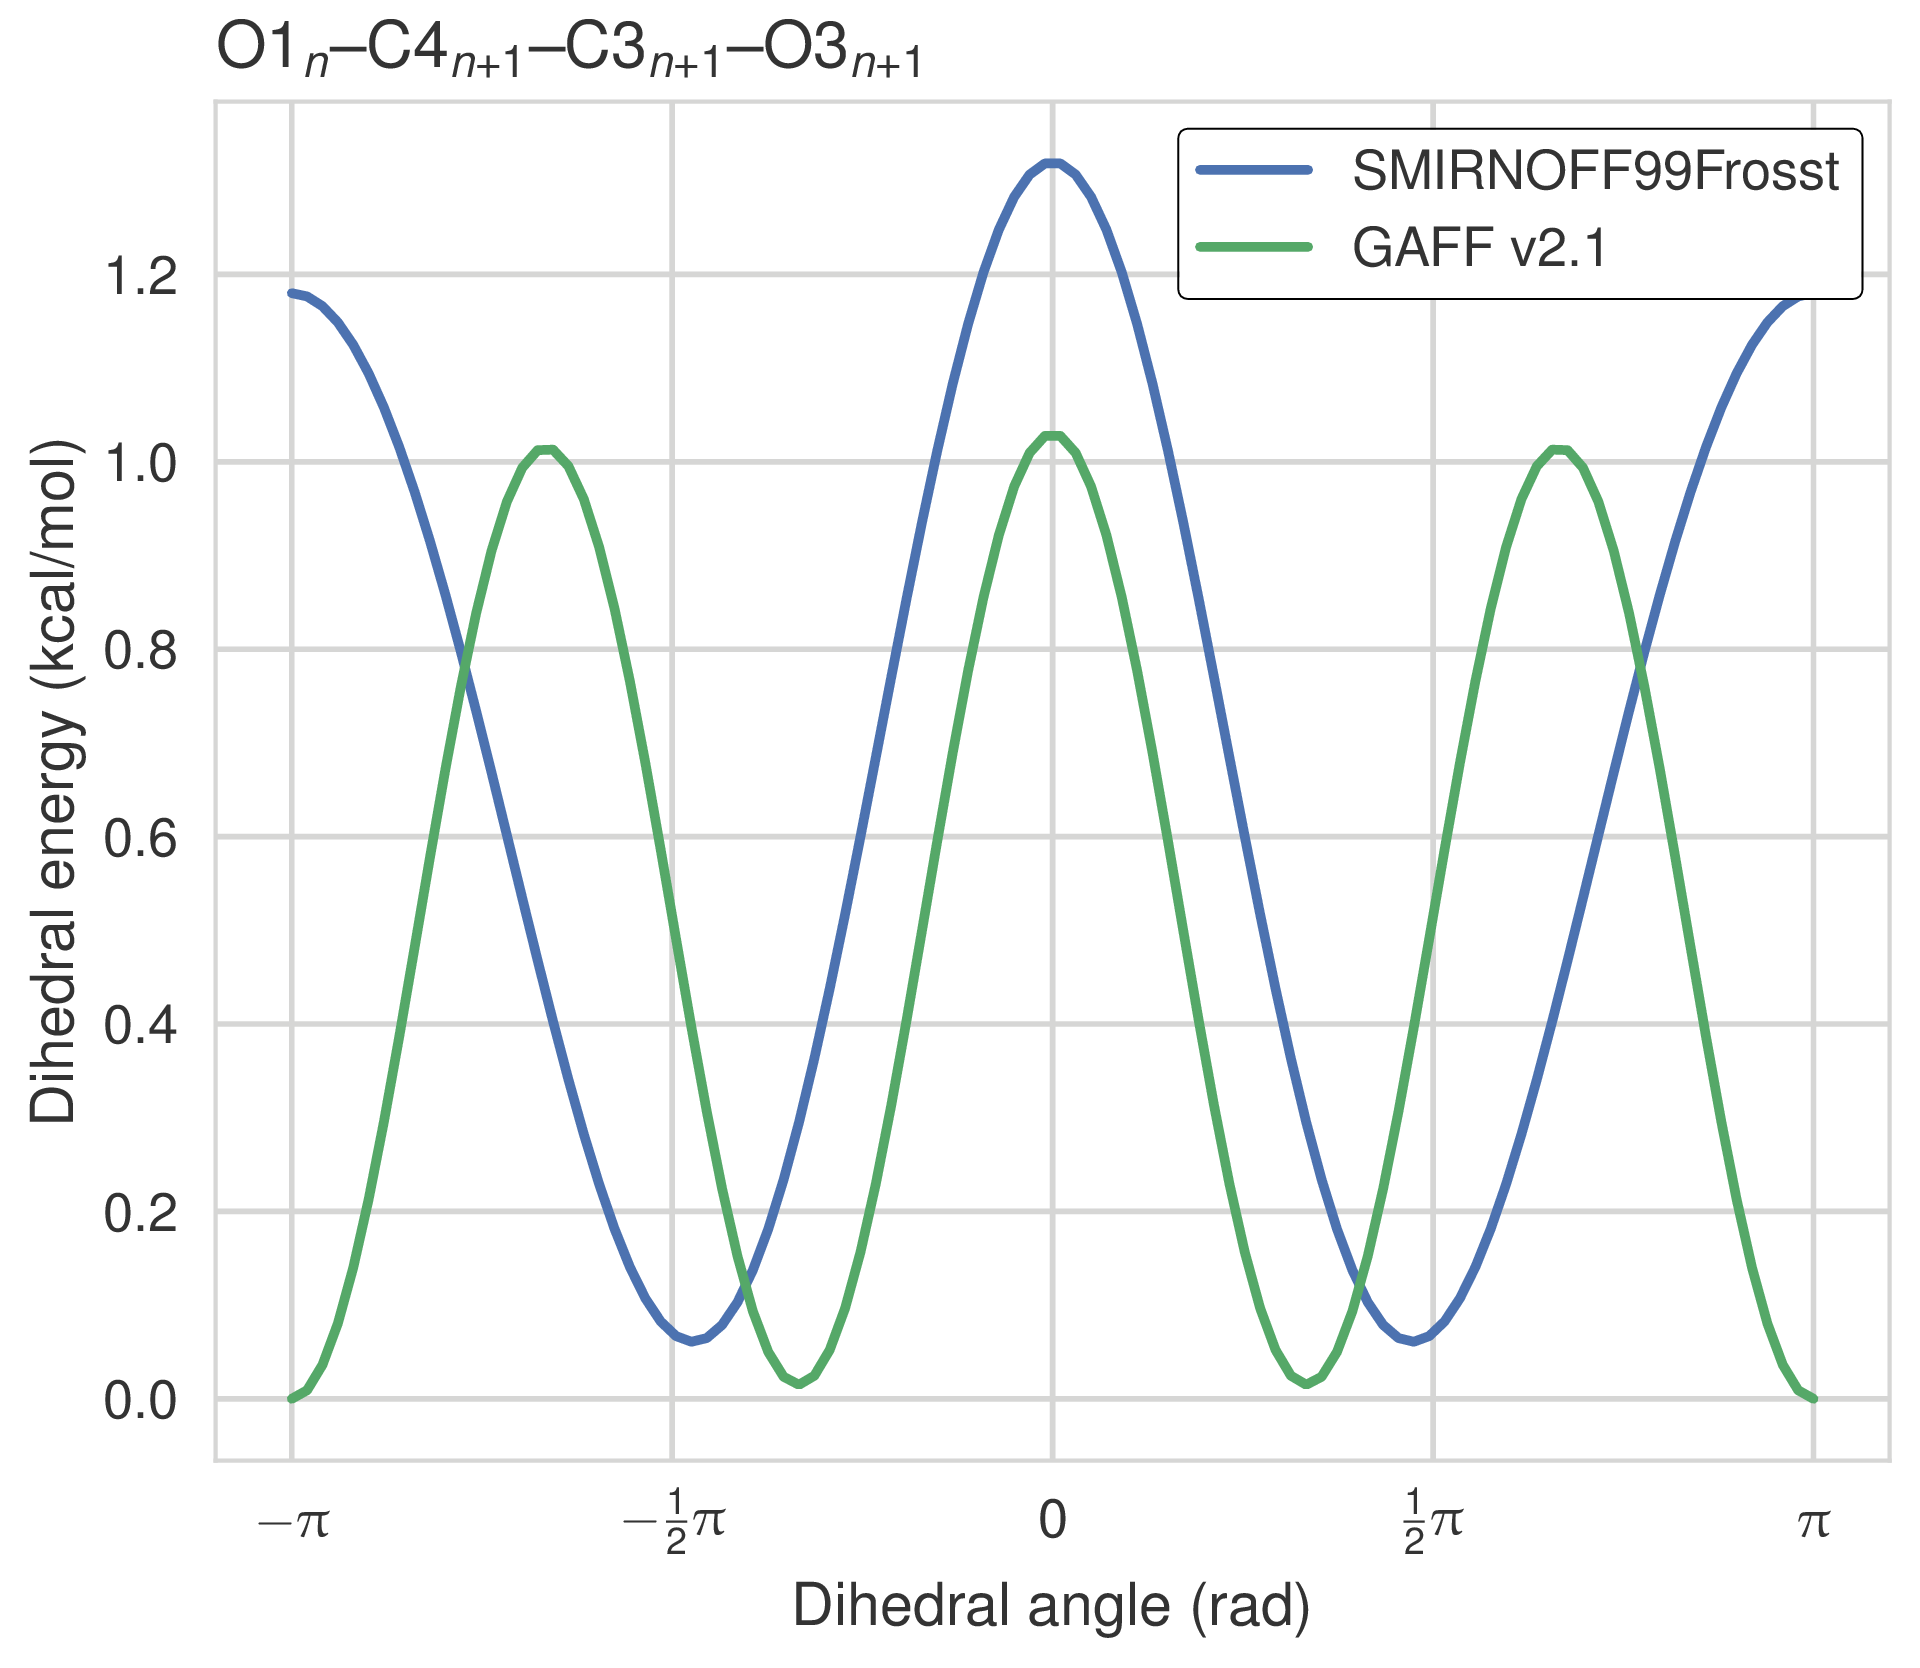 O1n–C4n+1–C3n+1–O3n+1
SMIRNOFF99Frosst
GAFF v2.1
Dihedral energy (kcal/mol)
1.2
1.0
0.8
0.6
0.4
0.2
0.0
−π
−1/2π
0
1/2π
π
Dihedral angle (rad)